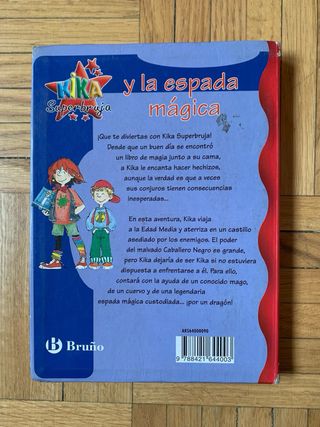 KIKA
Superbruja
y la espada
mágica
¡Que te diviertas con Kika Superbruja!
Desde que un buen día se encontró
un libro de magia junto a su cama,
a Kika le encanta hacer hechizos,
aunque la verdad es que a veces
sus conjuros tienen consecuencias
inesperadas...
En esta aventura, Kika viaja
a la Edad Media y aterriza en un castillo
asediado por los enemigos. El poder
del malvado Caballero Negro es grande,
pero Kika dejaría de ser Kika si no estuviera
dispuesta a enfrentarse a él. Para ello,
contará con la ayuda de un conocido mago,
de un cuervo y de una legendaria
espada mágica custodiada... ¡por un dragón!
Bruño
ARS64000090
9 788421 644003